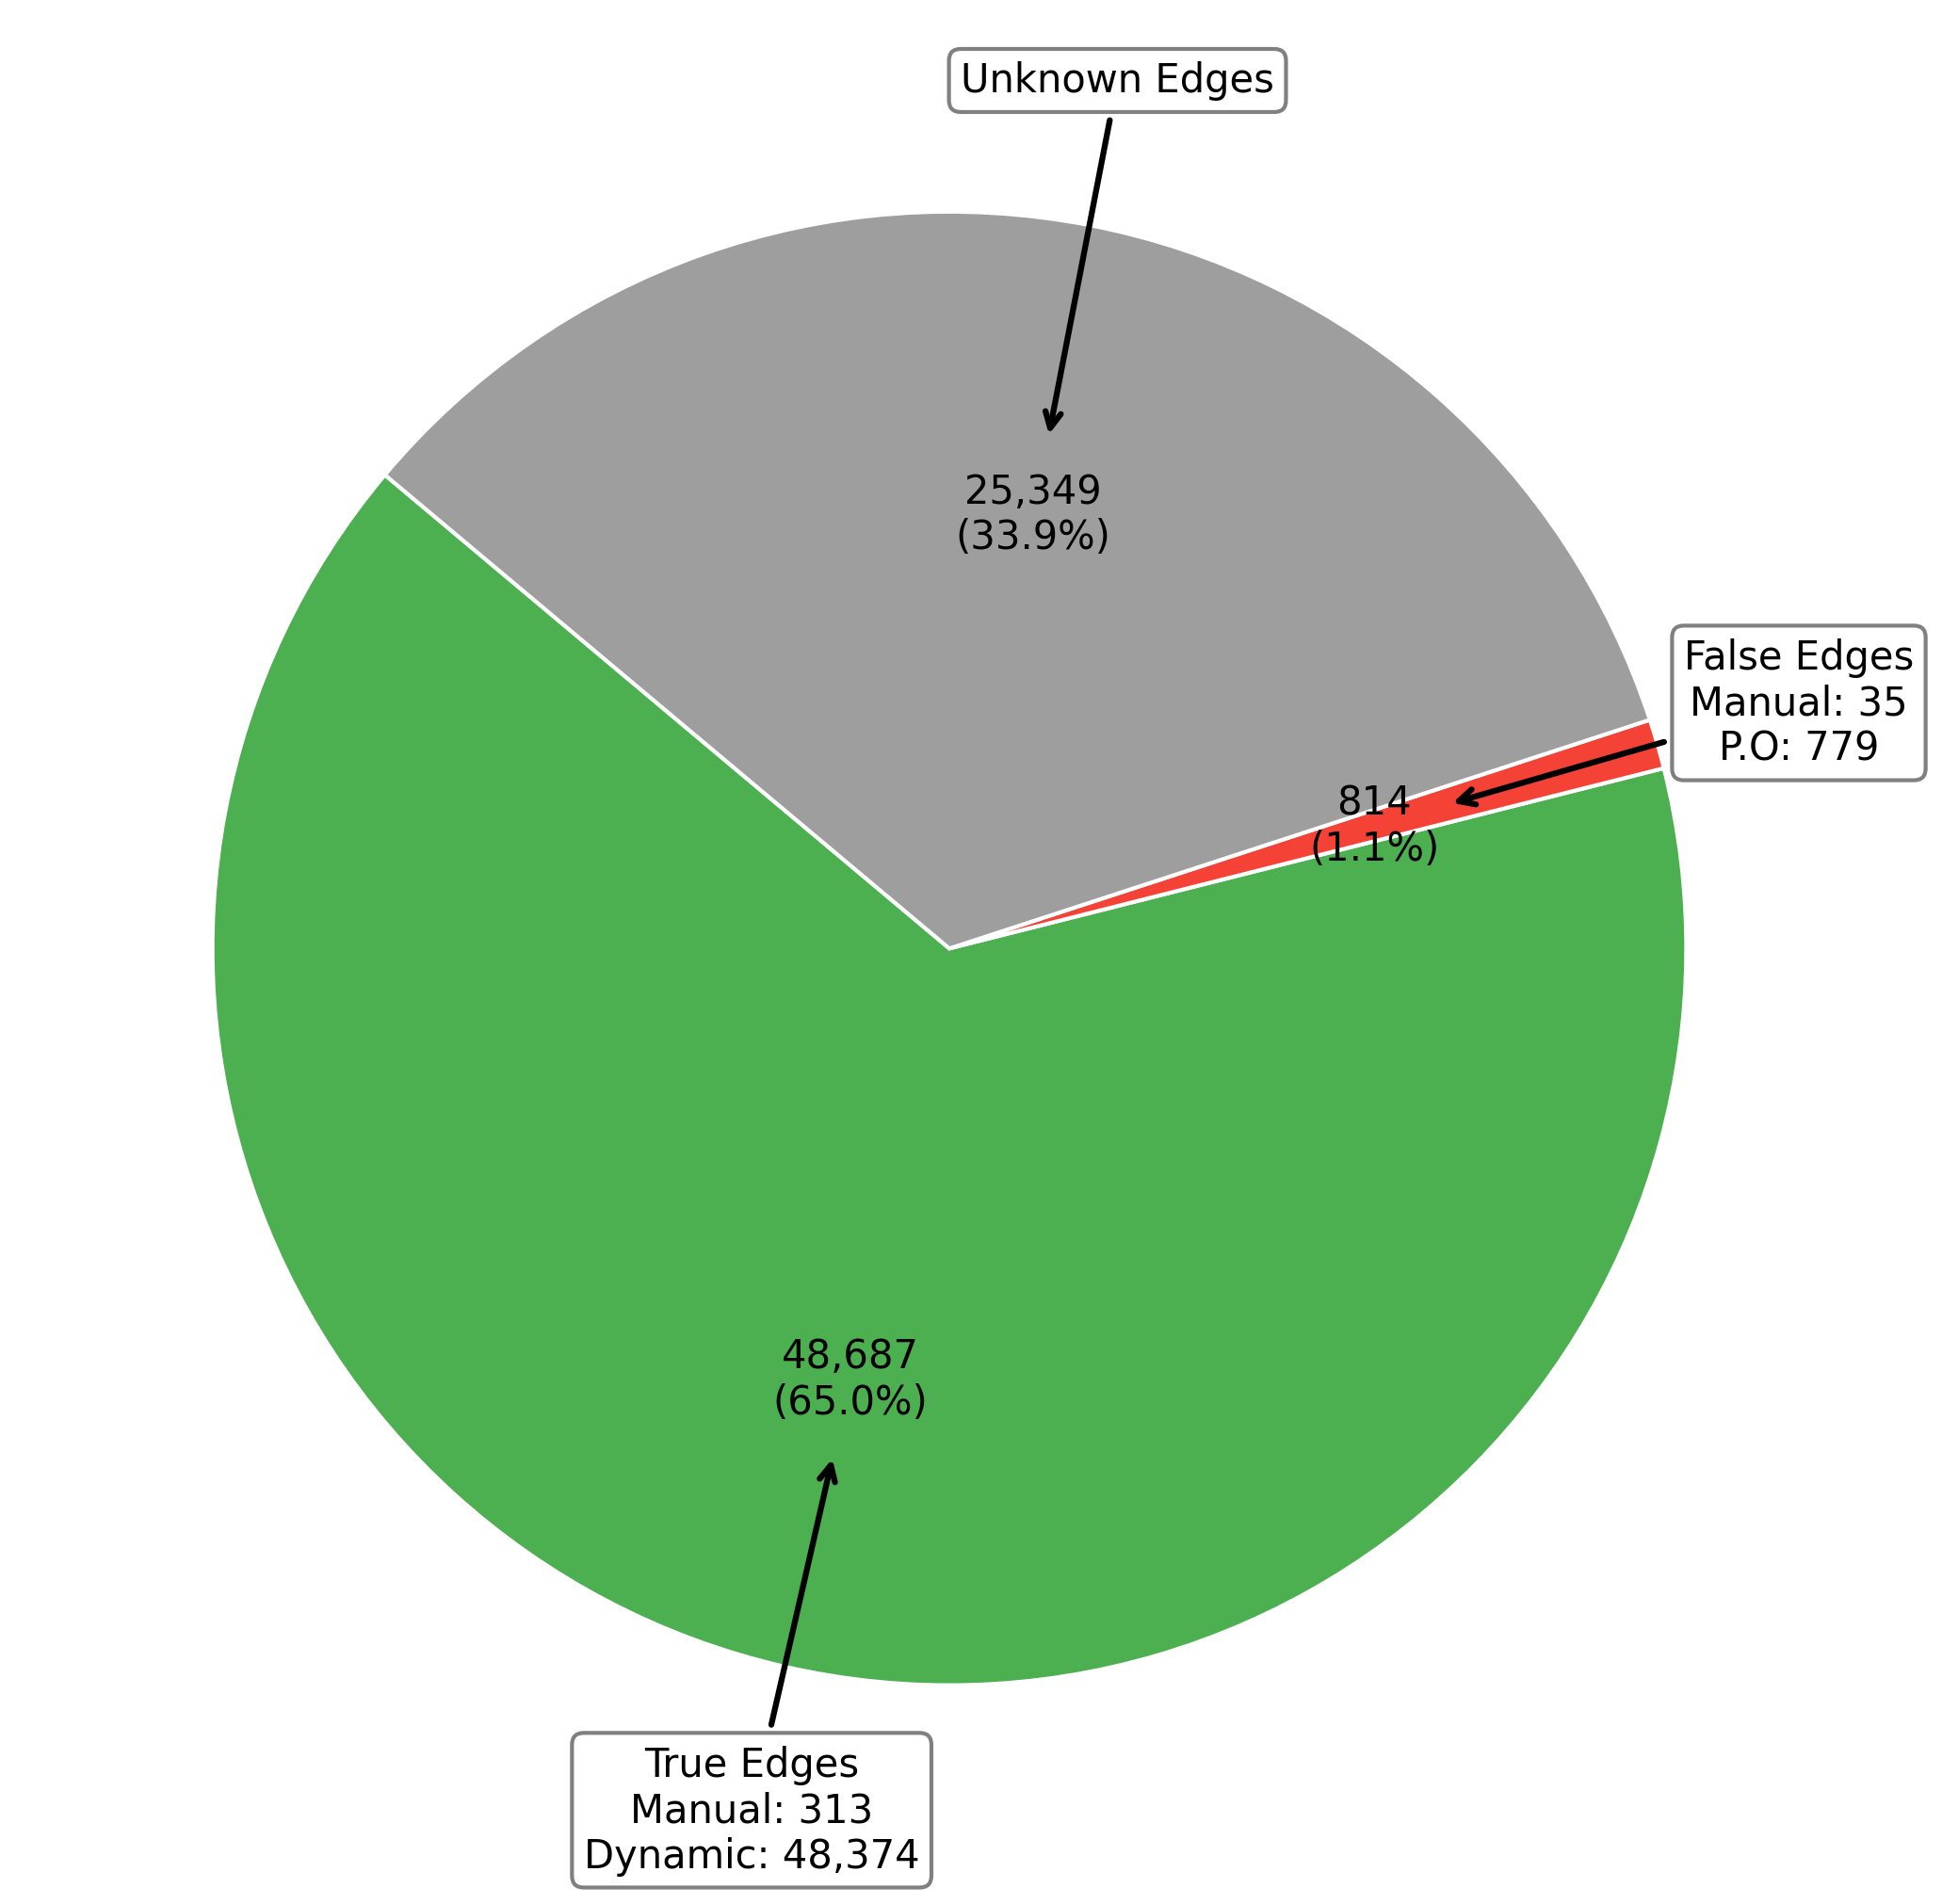 Unknown Edges
25,349
(33.9%)
False Edges
Manual: 35
P.O: 779
814
(1.1%)
48,687
(65.0%)
True Edges
Manual: 313
Dynamic: 48,374